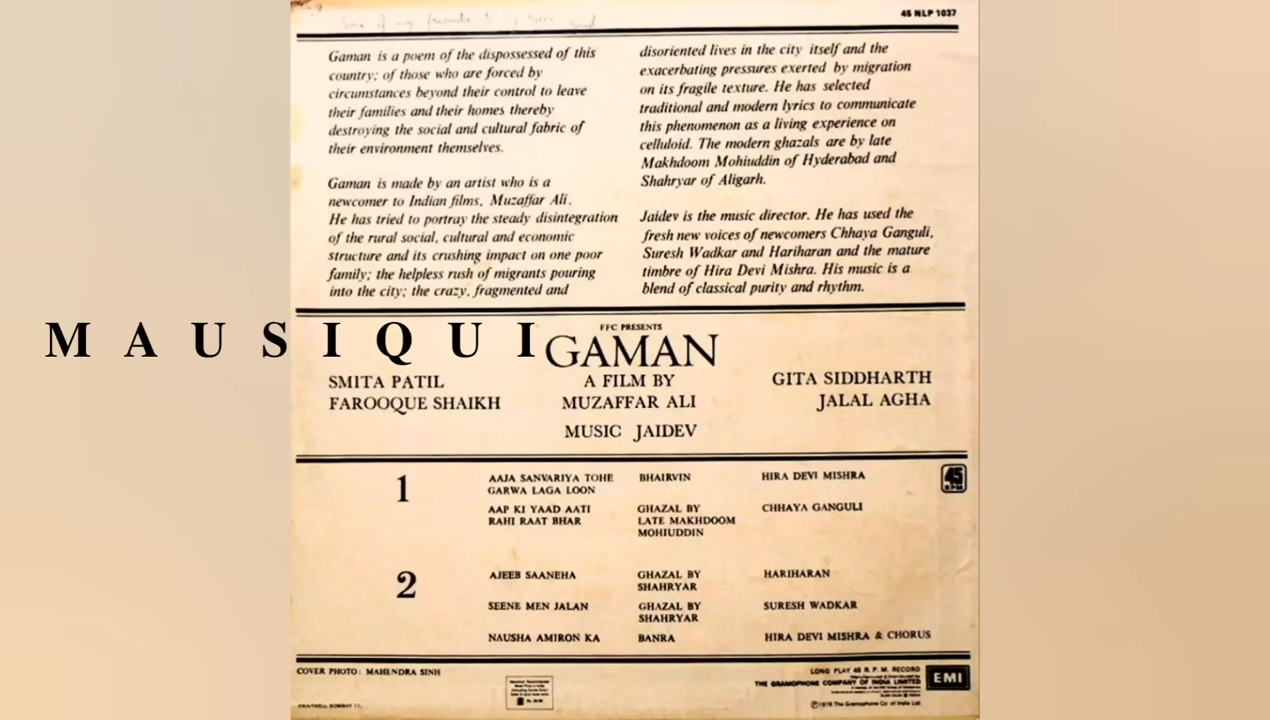 45 NLP 1037
Gaman is a poem of the dispossessed of this
country; of those who are forced by
circumstances beyond their control to leave
their families and their homes thereby
destroying the social and cultural fabric of
their environment themselves.
Gaman is made by an artist who is a
newcomer to Indian films, Muzaffar Ali.
He has tried to portray the steady disintegration
of the rural social, cultural and economic
structure and its crushing impact on one poor
family; the helpless rush of migrants pouring
into the city; the crazy, fragmented and
disoriented lives in the city itself and the
exacerbating pressures exerted by migration
on its fragile texture. He has selected
traditional and modern lyrics to communicate
this phenomenon as a living experience on
celluloid. The modern ghazals are by late
Makhdoom Mohiuddin of Hyderabad and
Shahryar of Aligarh.
Jaidev is the music director. He has used the
fresh new voices of newcomers Chhaya Ganguli,
Suresh Wadkar and Hariharan and the mature
timbre of Hira Devi Mishra. His music is a
blend of classical purity and rhythm.
MAUSIQUI
FFC PRESENTS
GAMAN
SMITA PATIL
FAROOQUE SHAIKH
A FILM BY
MUZAFFAR ALI
MUSIC JAIDEV
GITA SIDDHARTH
JALAL AGHA
1
AAJA SANVARIYA TOHE
GARWA LAGA LOON
BHAIRVIN
HIRA DEVI MISHRA
45
RPM
AAP KI YAAD AATI
RAHI RAAT BHAR
GHAZAL BY
LATE MAKHDOOM
MOHIUDDIN
CHHAYA GANGULI
2
AJEEB SAANEHA
GHAZAL BY
SHAHRYAR
HARIHARAN
SEENE MEN JALAN
GHAZAL BY
SHAHRYAR
SURESH WADKAR
NAUSHA AMIRON KA
BANRA
HIRA DEVI MISHRA & CHORUS
COVER PHOTO: MAHENDRA SINH
LONG PLAY 45 R.P.M. RECORD
Manufactured & Distributed by
THE GRAMOPHONE COMPANY OF INDIA LIMITED
EMI
The Gramophone Co. of India Ltd.